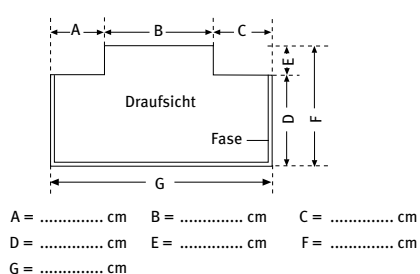 A B C
E
Draufsicht
D F
Fase
G
A = .............. cm B = .............. cm C = .............. cm
D = .............. cm E = .............. cm F = .............. cm
G = .............. cm